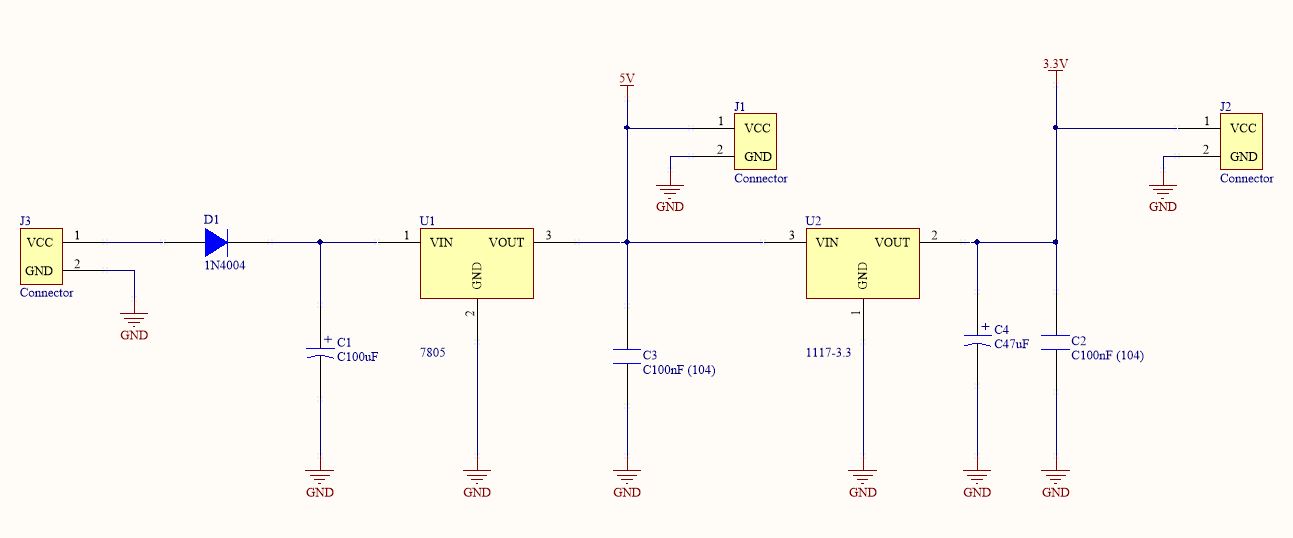 3.3V
5V
J1
1 VCC
2 GND
Connector
GND
J2
1 VCC
2 GND
Connector
GND
J3
VCC 1
GND 2
Connector
GND
D1
1N4004
U1
1 VIN VOUT 3
GND
2
7805
U2
3 VIN VOUT 2
GND
1
1117-3.3
+ C1
C100uF
C3
C100nF (104)
+ C4
C47uF
C2
C100nF (104)
GND
GND
GND
GND
GND
GND